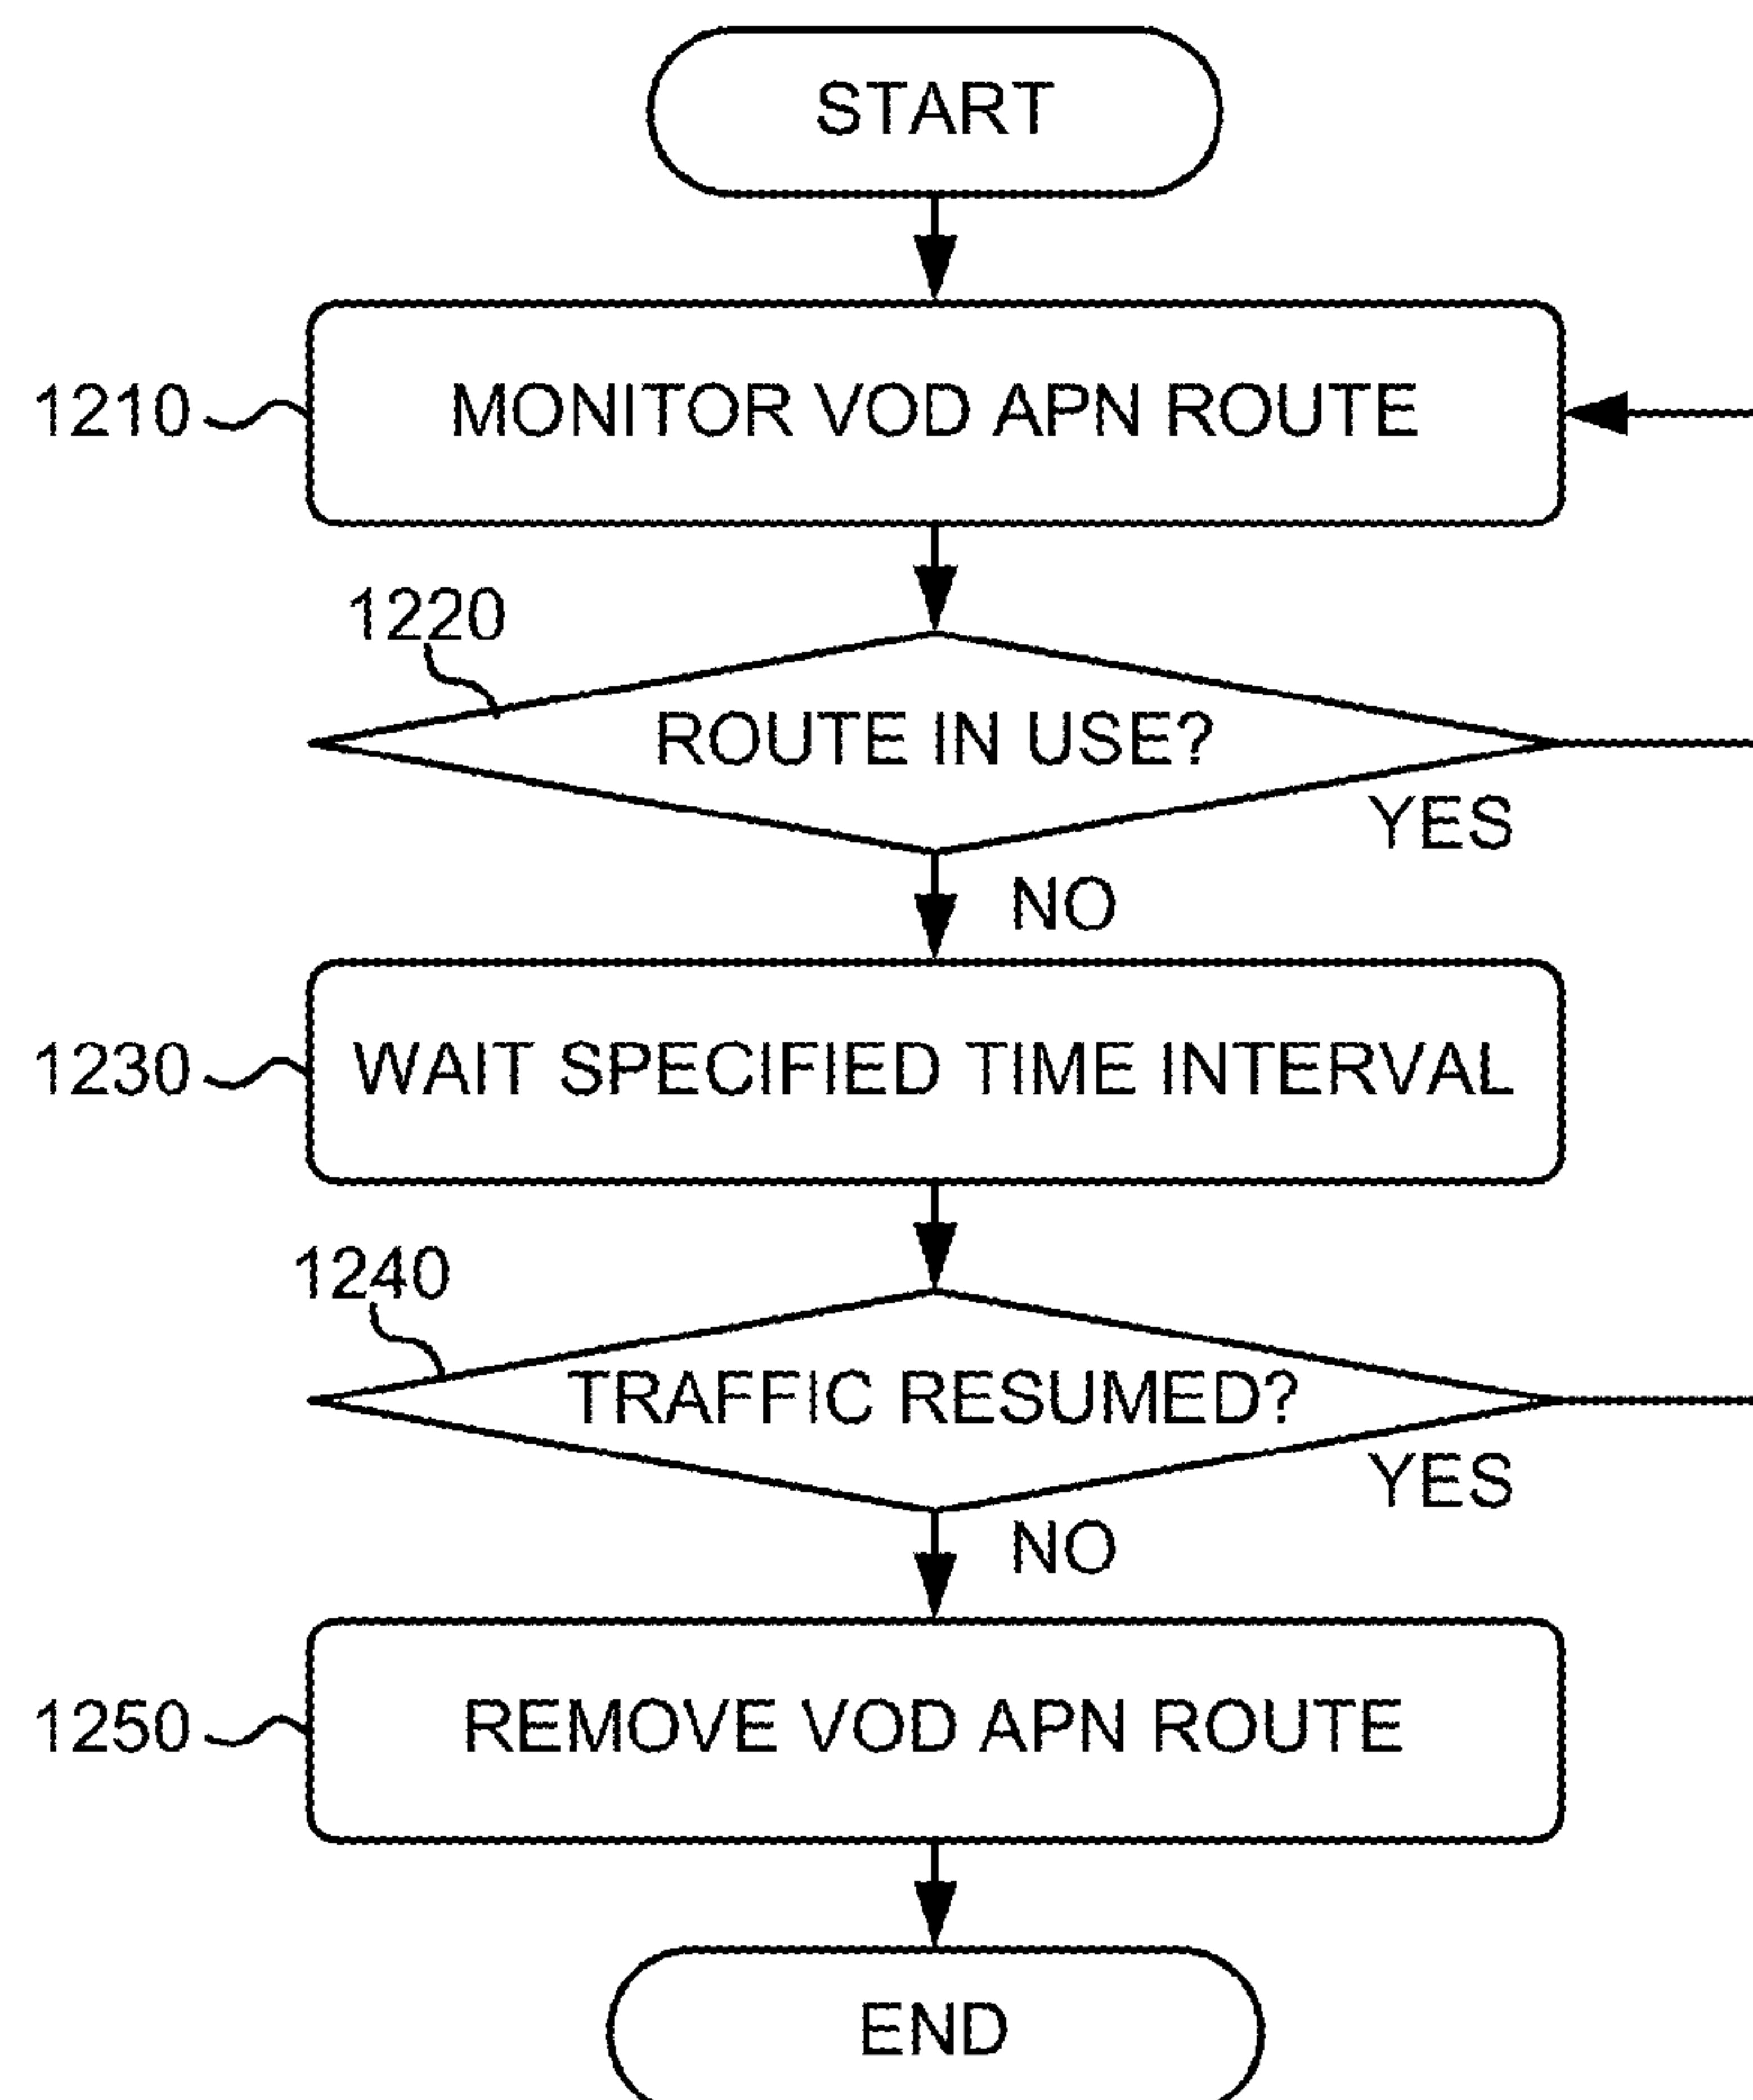 START
1210
MONITOR VOD APN ROUTE
1220
ROUTE IN USE?
YES
NO
1230
WAIT SPECIFIED TIME INTERVAL
1240
TRAFFIC RESUMED?
YES
NO
1250
REMOVE VOD APN ROUTE
END